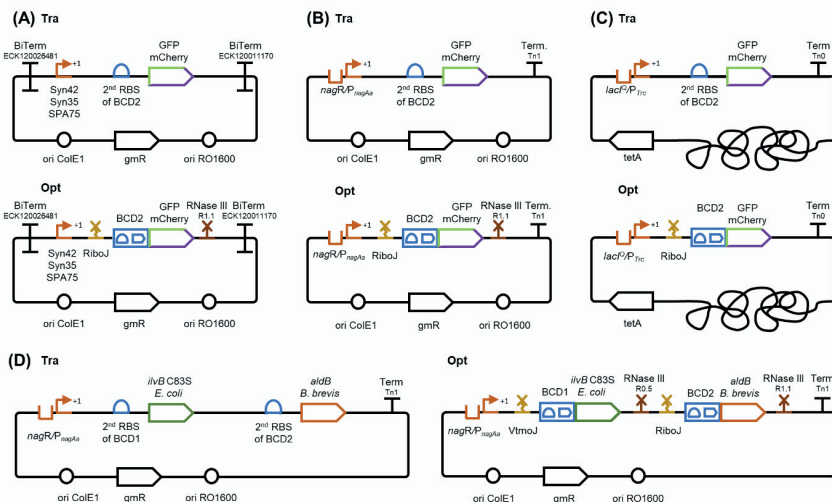 (A) Tra
BiTerm
ECK120026481
+1
Syn42
Syn35
SPA75
2nd RBS
of BCD2
GFP
mCherry
BiTerm
ECK120011170
ori ColE1
gmR
ori RO1600
Opt
BiTerm
ECK120026481
+1
Syn42
Syn35
SPA75
RiboJ
BCD2
GFP
mCherry
RNase III
R1.1
BiTerm
ECK120011170
ori ColE1
gmR
ori RO1600
(B) Tra
nagR/PnagAa
+1
2nd RBS
of BCD2
GFP
mCherry
Term.
Tn1
ori ColE1
gmR
ori RO1600
Opt
nagR/PnagAa
+1
RiboJ
BCD2
GFP
mCherry
RNase III
R1.1
Term.
Tn1
ori ColE1
gmR
ori RO1600
(C) Tra
lacIQ/PTrc
+1
2nd RBS
of BCD2
GFP
mCherry
Term
Tn0
tetA
Opt
lacIQ/PTrc
+1
RiboJ
BCD2
GFP
mCherry
Term
Tn0
tetA
(D) Tra
nagR/PnagAa
+1
2nd RBS
of BCD1
ilvB C83S
E. coli
2nd RBS
of BCD2
aldB
B. brevis
Term
Tn1
ori ColE1
gmR
ori RO1600
Opt
nagR/PnagAa
+1
VtmoJ
BCD1
ilvB C83S
E. coli
RNase III
R0.5
RiboJ
BCD2
aldB
B. brevis
RNase III
R1.1
Term
Tn1
ori ColE1
gmR
ori RO1600